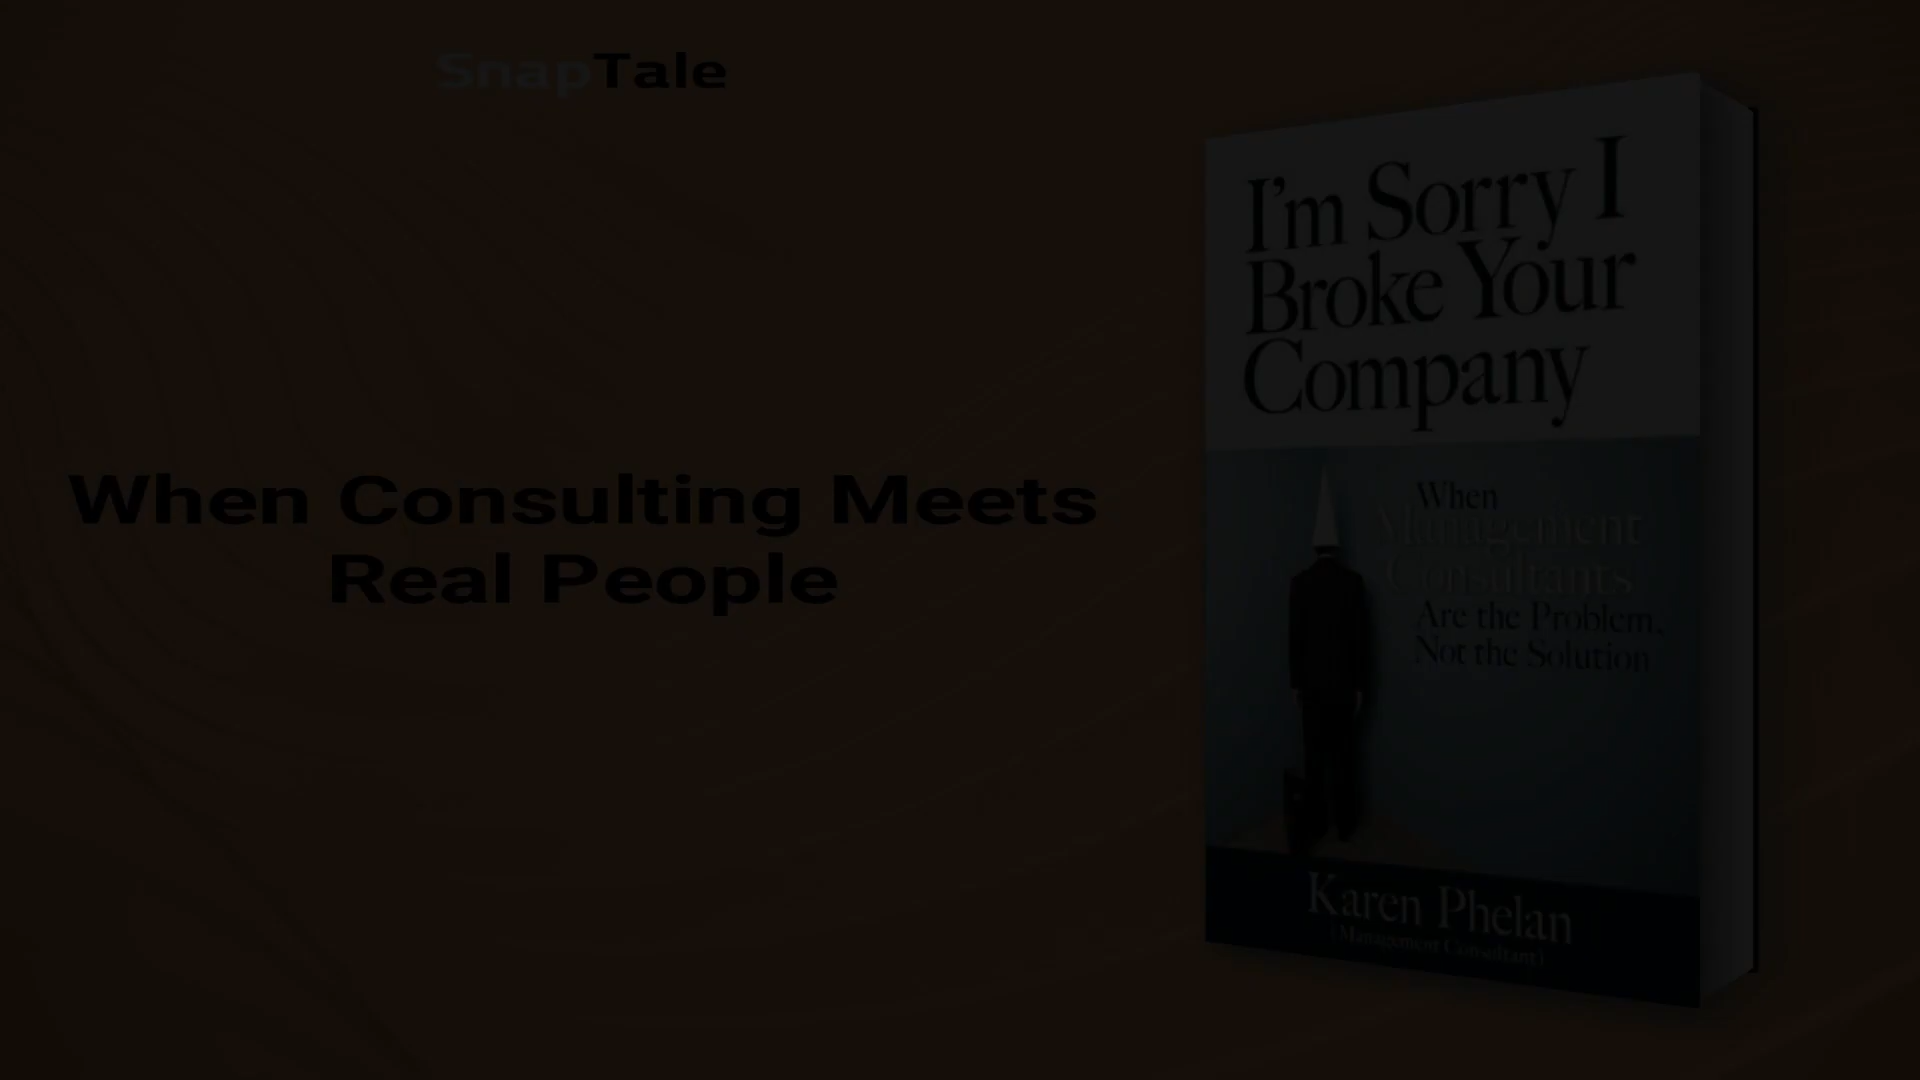 SnapTale
When Consulting Meets
Real People
I'm Sorry I
Broke Your
Company
When
Management
Consultants
Are the Problem,
Not the Solution
Karen Phelan
(Management Consultant)